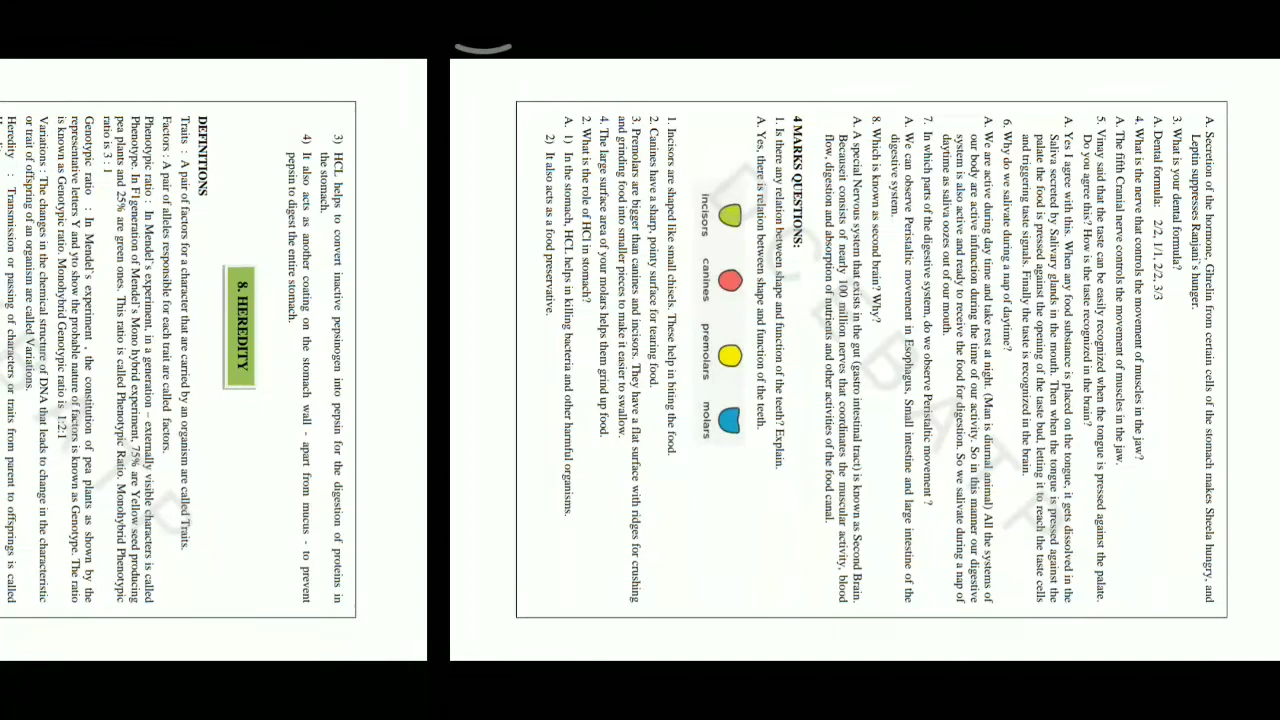 A. Secretion of the hormone, Ghrelin from certain cells of the stomach makes Sheela hungry, and
Leptin suppresses Ranjani's hunger.
3. What is your dental formula?
A. Dental formula: 2/2, 1/1, 2/2, 3/3
4. What is the nerve that controls the movement of muscles in the jaw?
A. The fifth Cranial nerve controls the movement of muscles in the jaw.
5. Vinay said that the taste can be easily recognized when the tongue is pressed against the palate.
Do you agree this? How is the taste recognized in the brain?
A. Yes I agree with this. When any food substance is placed on the tongue, it gets dissolved in the
Saliva secreted by Salivary glands in the mouth. Then when the tongue is pressed against the
palate the food is pressed against the opening of the taste bud, letting it to reach the taste cells
and triggering taste signals. Finally the taste is recognized in the brain.
6. Why do we salivate during a nap of daytime?
A. We are active during day time and take rest at night. (Man is diurnal animal) All the systems of
our body are active infunction during the time of our activity. So in this manner our digestive
system is also active and ready to receive the food for digestion. So we salivate during a nap of
daytime as saliva oozes out of our mouth.
7. In which parts of the digestive system, do we observe Peristaltic movement ?
A. We can observe Peristaltic movement in Esophagus, Small intestine and large intestine of the
digestive system.
8. Which is known as second brain? Why?
A. A special Nervous system that exists in the gut (gastro intestinal tract) is known as Second Brain.
Becauseit consists of nearly 100 million nerves that coordinates the muscular activity, blood
flow, digestion and absorption of nutrients and other activities of the food canal.
4 MARKS QUESTIONS:
1. Is there any relation between shape and function of the teeth? Explain.
A. Yes, there is relation between shape and function of the teeth.
incisors canines premolars molars
1. Incisors are shaped like small chisels. These help in biting the food.
2. Canines have a sharp, pointy surface for tearing food.
3. Premolars are bigger than canines and incisors. They have a flat surface with ridges for crushing
and grinding food into smaller pieces to make it easier to swallow.
4. The large surface area of your molars helps them grind up food.
2. What is the role of HCl in stomach?
A. 1) In the stomach, HCL helps in killing bacteria and other harmful organisms.
2) It also acts as a food preservative.
3) HCL helps to convert inactive pepsinogen into pepsin for the digestion of proteins in
the stomach.
4) It also acts as another coating on the stomach wall - apart from mucus - to prevent
pepsin to digest the entire stomach.
8. HEREDITY
DEFINITIONS
Traits : A pair of factors for a character that are carried by an organism are called Traits.
Factors : A pair of alleles responsible for each trait are called factors.
Phenotypic ratio : In Mendel's experiment, in a generation – externally visible characters is called
Phenotype. In F1generation of Mendel's Mono hybrid experiment, 75% are Yellow seed producing
pea plants and 25% are green ones. This ratio is called Phenotypic Ratio. Monohybrid Phenotypic
ratio is 3 : 1
Genotypic ratio : In Mendel's experiment - the constitution of pea plants as shown by the
representative letters Y and yo show the probable nature of factors is known as Genotype. The ratio
is known as Genotypic ratio. Monohybrid Genotypic ratio is 1:2:1
Variations : The changes in the chemical structure of DNA that leads to change in the characteristic
or trait of offspring of an organism are called Variations.
Heredity : Transmission or passing of characters or traits from parent to offsprings is called